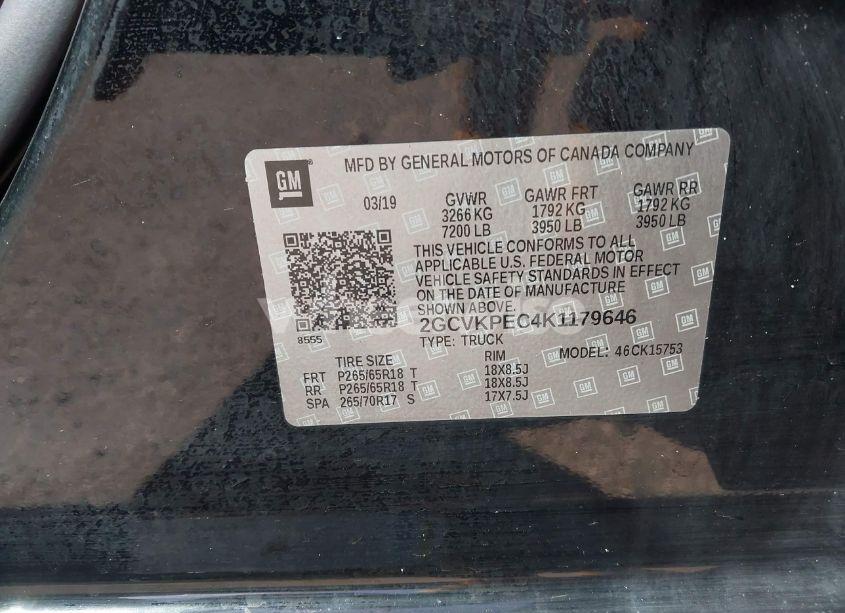 GM
MFD BY GENERAL MOTORS OF CANADA COMPANY
03/19 GVWR GAWR FRT GAWR RR
3266 KG 1792 KG 1792 KG
7200 LB 3950 LB 3950 LB
THIS VEHICLE CONFORMS TO ALL
APPLICABLE U.S. FEDERAL MOTOR
VEHICLE SAFETY STANDARDS IN EFFECT
ON THE DATE OF MANUFACTURE
SHOWN ABOVE.
2GCVKPEC4K1179646
8555
TYPE: TRUCK
MODEL: 46CK15753
TIRE SIZE RIM
FRT P265/65R18 T 18X8.5J
RR P265/65R18 T 18X8.5J
SPA 265/70R17 S 17X7.5J